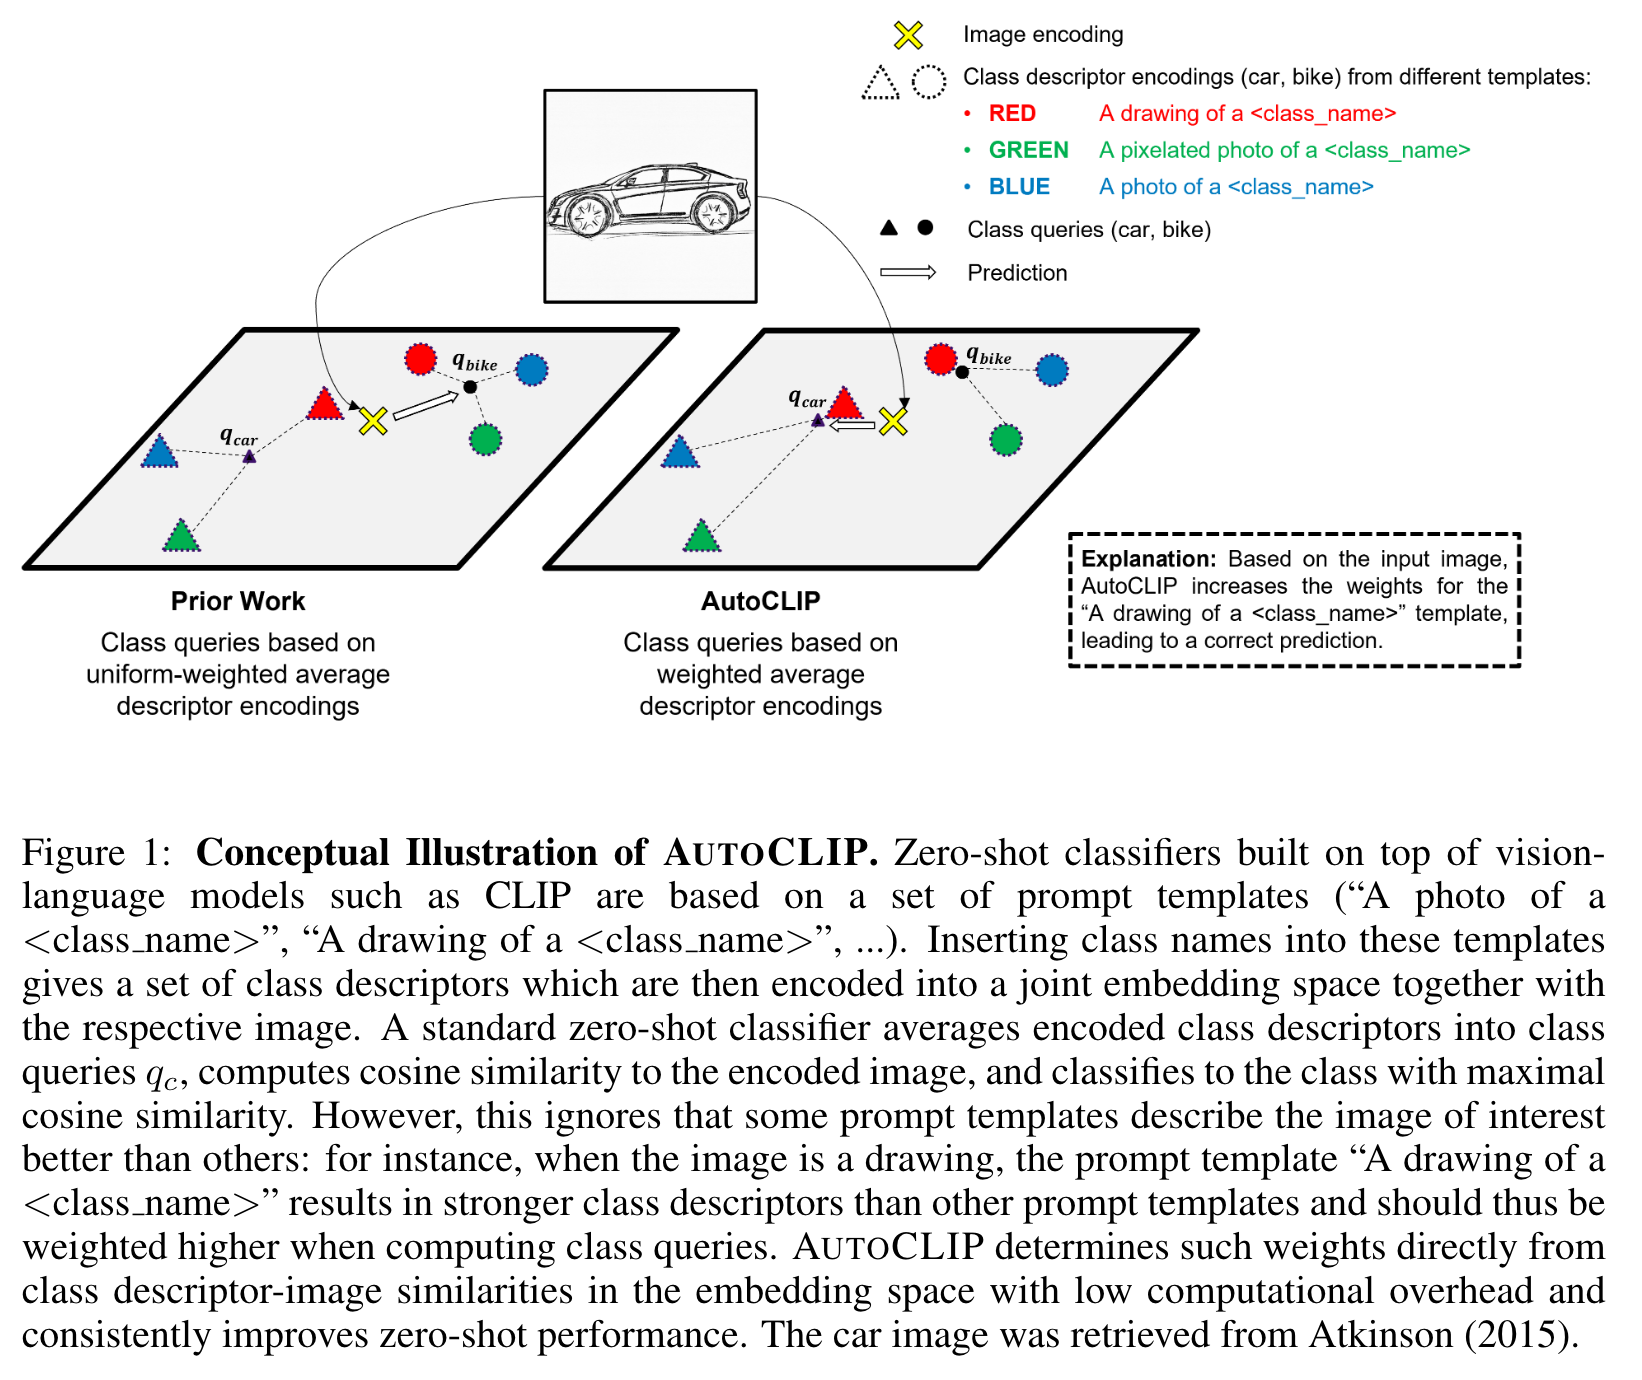 Image encoding
Class descriptor encodings (car, bike) from different templates:
• RED A drawing of a <class_name>
• GREEN A pixelated photo of a <class_name>
• BLUE A photo of a <class_name>
Class queries (car, bike)
Prediction
q_bike
q_car
q_bike
q_car
Prior Work
Class queries based on
uniform-weighted average
descriptor encodings
AutoCLIP
Class queries based on
weighted average
descriptor encodings
Explanation: Based on the input image,
AutoCLIP increases the weights for the
“A drawing of a <class_name>” template,
leading to a correct prediction.
Figure 1: Conceptual Illustration of AUTOCLIP. Zero-shot classifiers built on top of vision-
language models such as CLIP are based on a set of prompt templates (“A photo of a
<class_name>”, “A drawing of a <class_name>”, ...). Inserting class names into these templates
gives a set of class descriptors which are then encoded into a joint embedding space together with
the respective image. A standard zero-shot classifier averages encoded class descriptors into class
queries q_c, computes cosine similarity to the encoded image, and classifies to the class with maximal
cosine similarity. However, this ignores that some prompt templates describe the image of interest
better than others: for instance, when the image is a drawing, the prompt template “A drawing of a
<class_name>” results in stronger class descriptors than other prompt templates and should thus be
weighted higher when computing class queries. AUTOCLIP determines such weights directly from
class descriptor-image similarities in the embedding space with low computational overhead and
consistently improves zero-shot performance. The car image was retrieved from Atkinson (2015).